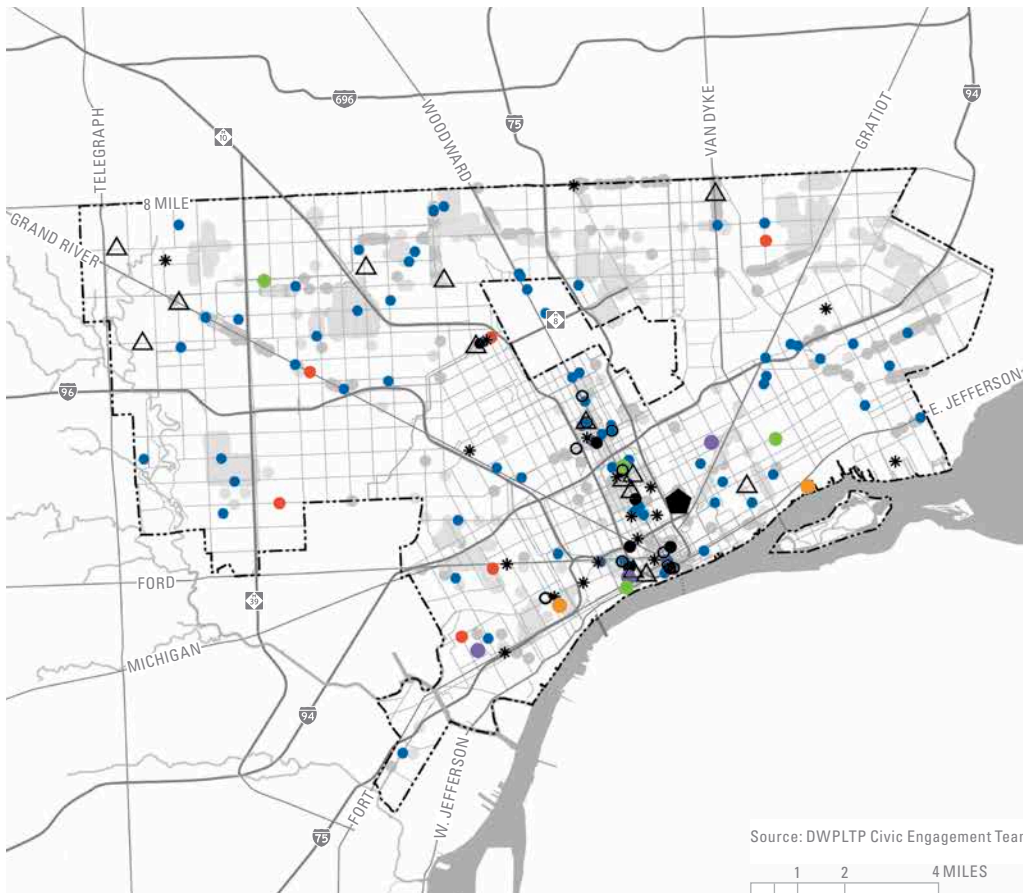 696
75
94
10
TELEGRAPH
WOODWARD
VAN DYKE
GRATIOT
8 MILE
GRAND RIVER
8
96
E. JEFFERSON
FORD
39
MICHIGAN
94
FORT
W. JEFFERSON
75
Source: DWPLTP Civic Engagement Tear
1 2 4 MILES